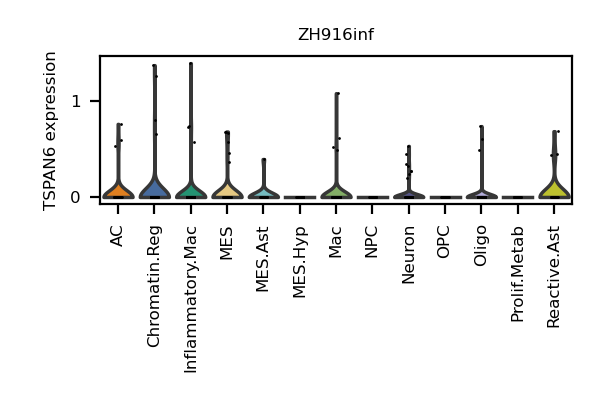 ZH916inf
TSPAN6 expression
1
0
AC
Chromatin.Reg
Inflammatory.Mac
MES
MES.Ast
MES.Hyp
Mac
NPC
Neuron
OPC
Oligo
Prolif.Metab
Reactive.Ast